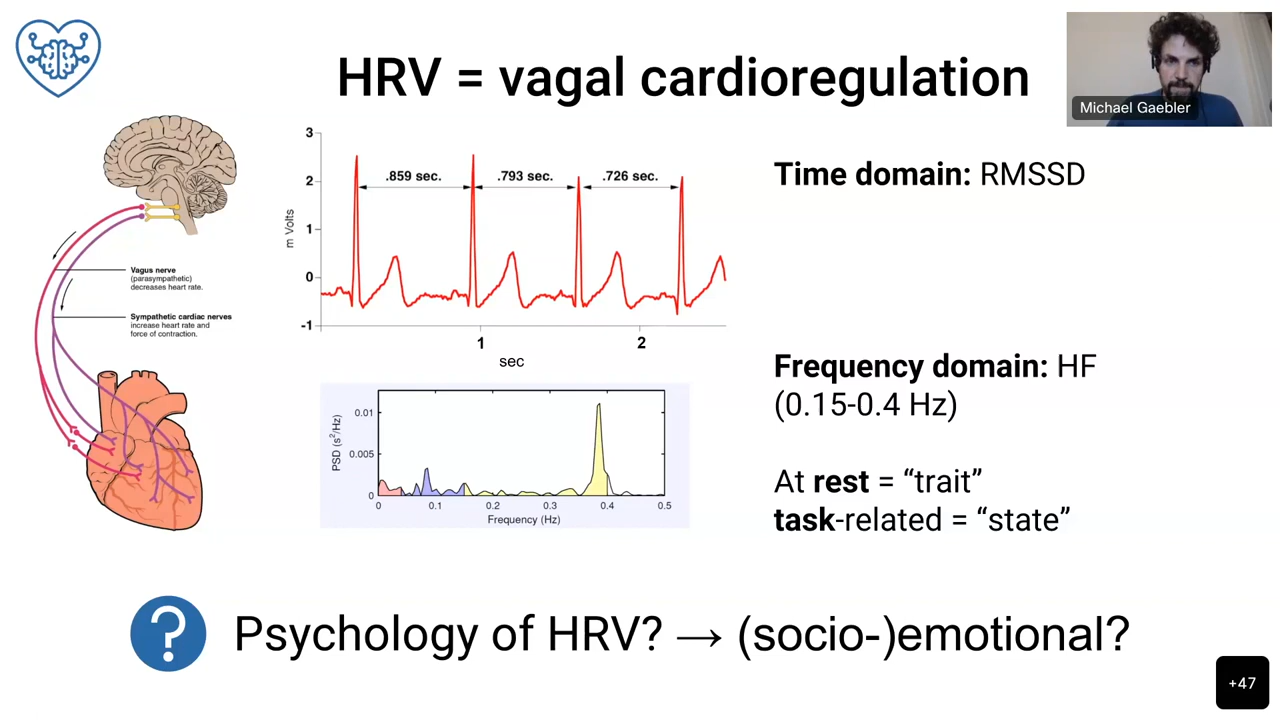 HRV = vagal cardioregulation
Michael Gaebler
Vagus nerve
(parasympathetic)
decreases heart rate.
Sympathetic cardiac nerves
increase heart rate and
force of contraction.
3
2
1
0
-1
m Volts
.859 sec.
.793 sec.
.726 sec.
1
2
sec
0.01
0.005
0
PSD (s²/Hz)
0
0.1
0.2
0.3
0.4
0.5
Frequency (Hz)
Time domain: RMSSD
Frequency domain: HF
(0.15-0.4 Hz)
At rest = “trait”
task-related = “state”
?
Psychology of HRV? → (socio-)emotional?
+47